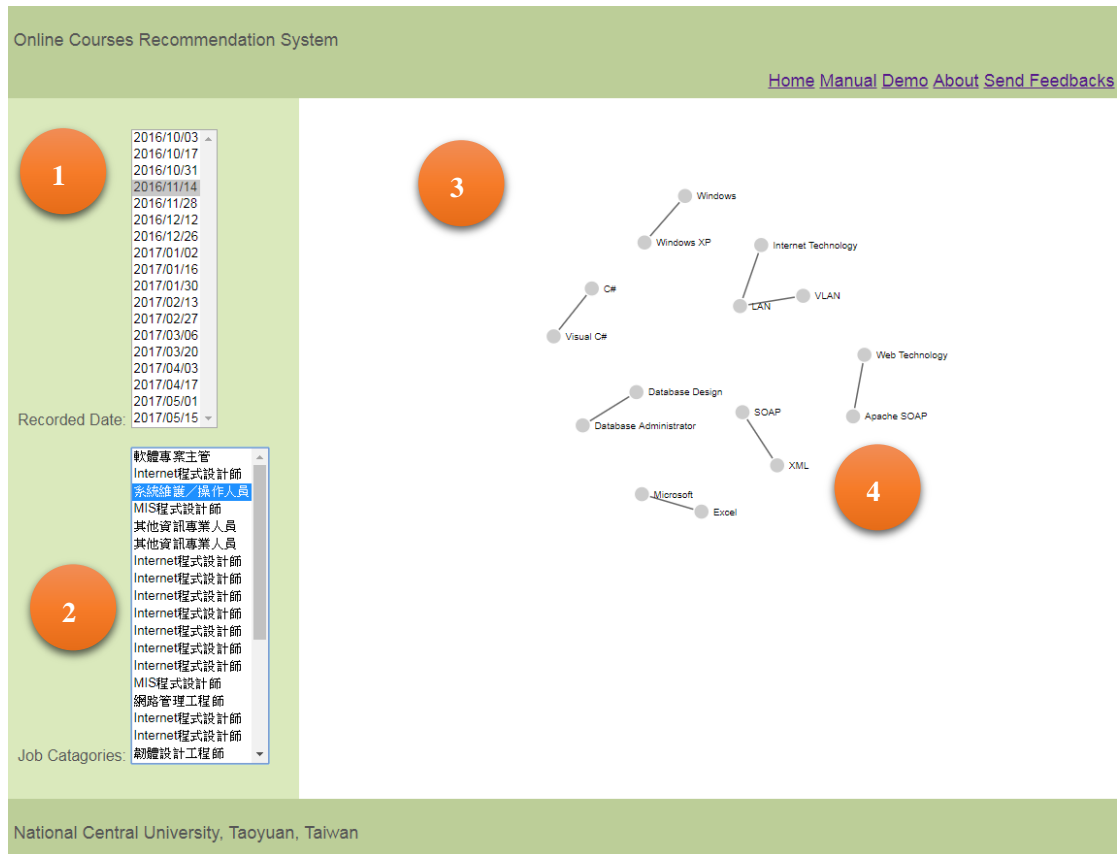 Online Courses Recommendation System
Home Manual Demo About Send Feedbacks
1
2016/10/03
2016/10/17
2016/10/31
2016/11/14
2016/11/28
2016/12/12
2016/12/26
2017/01/02
2017/01/16
2017/01/30
2017/02/13
2017/02/27
2017/03/06
2017/03/20
2017/04/03
2017/04/17
2017/05/01
Recorded Date: 2017/05/15
軟體專案主管
Internet程式設計師
系統維護／操作人員
MIS程式設計師
其他資訊專業人員
其他資訊專業人員
Internet程式設計師
Internet程式設計師
Internet程式設計師
2
Internet程式設計師
Internet程式設計師
Internet程式設計師
Internet程式設計師
MIS程式設計師
網路管理工程師
Internet程式設計師
Internet程式設計師
Job Catagories: 韌體設計工程師
3
Windows
Windows XP
Internet Technology
C#
VLAN
LAN
Visual C#
Web Technology
Database Design
SOAP
Apache SOAP
Database Administrator
XML
4
Microsoft
Excel
National Central University, Taoyuan, Taiwan